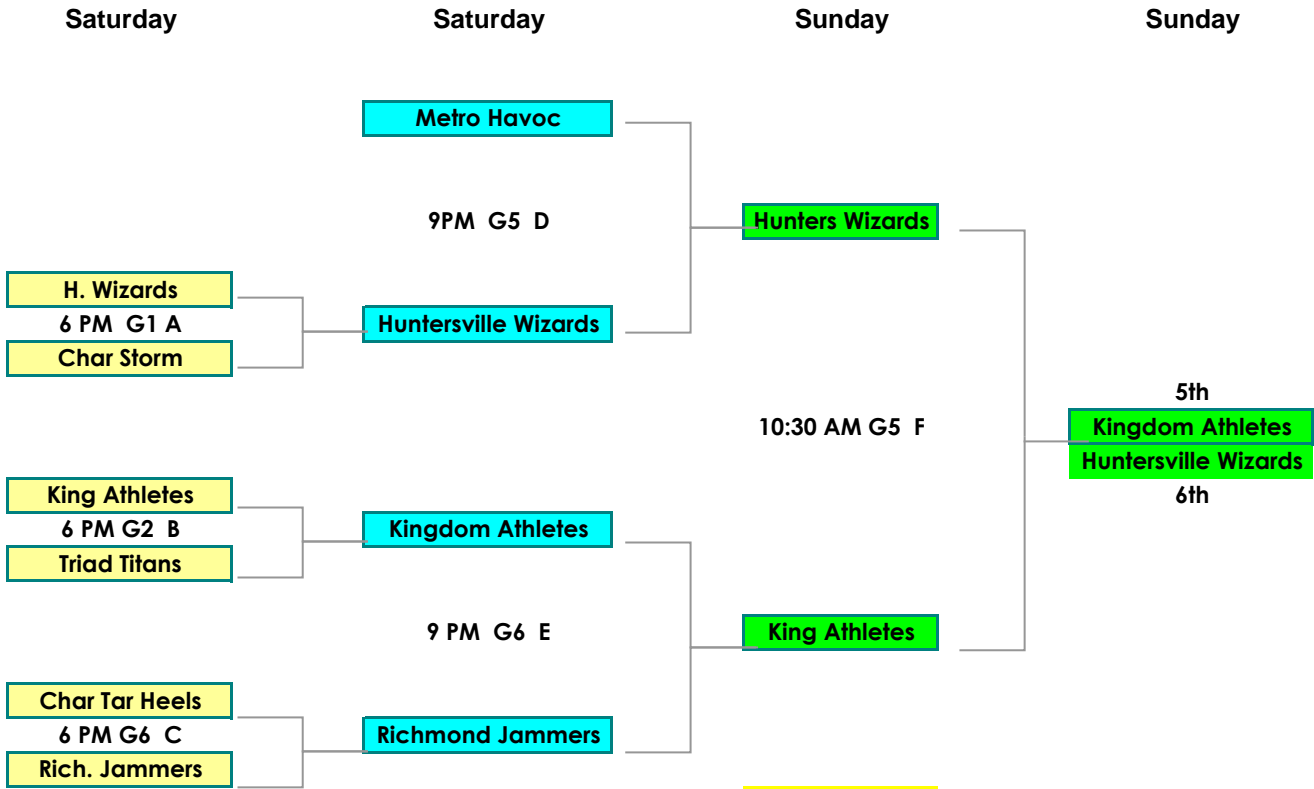 Saturday Saturday Sunday Sunday
Metro Havoc
9PM G5 D
Hunters Wizards
H. Wizards
6 PM G1 A
Huntersville Wizards
Char Storm
5th
10:30 AM G5 F
Kingdom Athletes
Huntersville Wizards
King Athletes
6th
6 PM G2 B
Kingdom Athletes
Triad Titans
9 PM G6 E
King Athletes
Char Tar Heels
6 PM G6 C
Richmond Jammers
Rich. Jammers